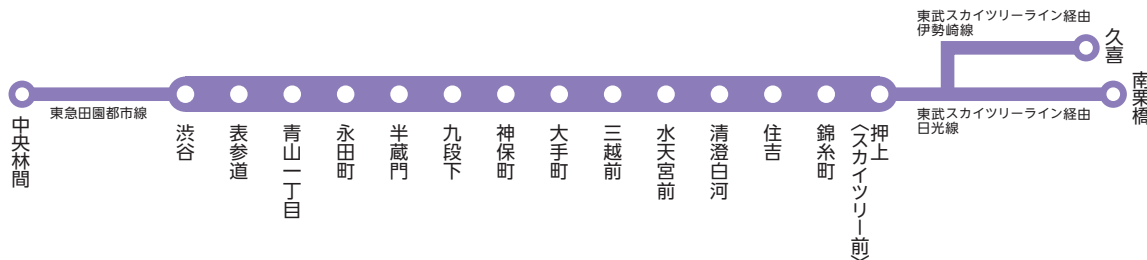 中央林間
東急田園都市線
渋谷
表参道
青山一丁目
永田町
半蔵門
九段下
神保町
大手町
三越前
水天宮前
清澄白河
住吉
錦糸町
押上
〈スカイツリー前〉
東武スカイツリーライン経由
伊勢崎線
久喜
東武スカイツリーライン経由
日光線
南栗橋